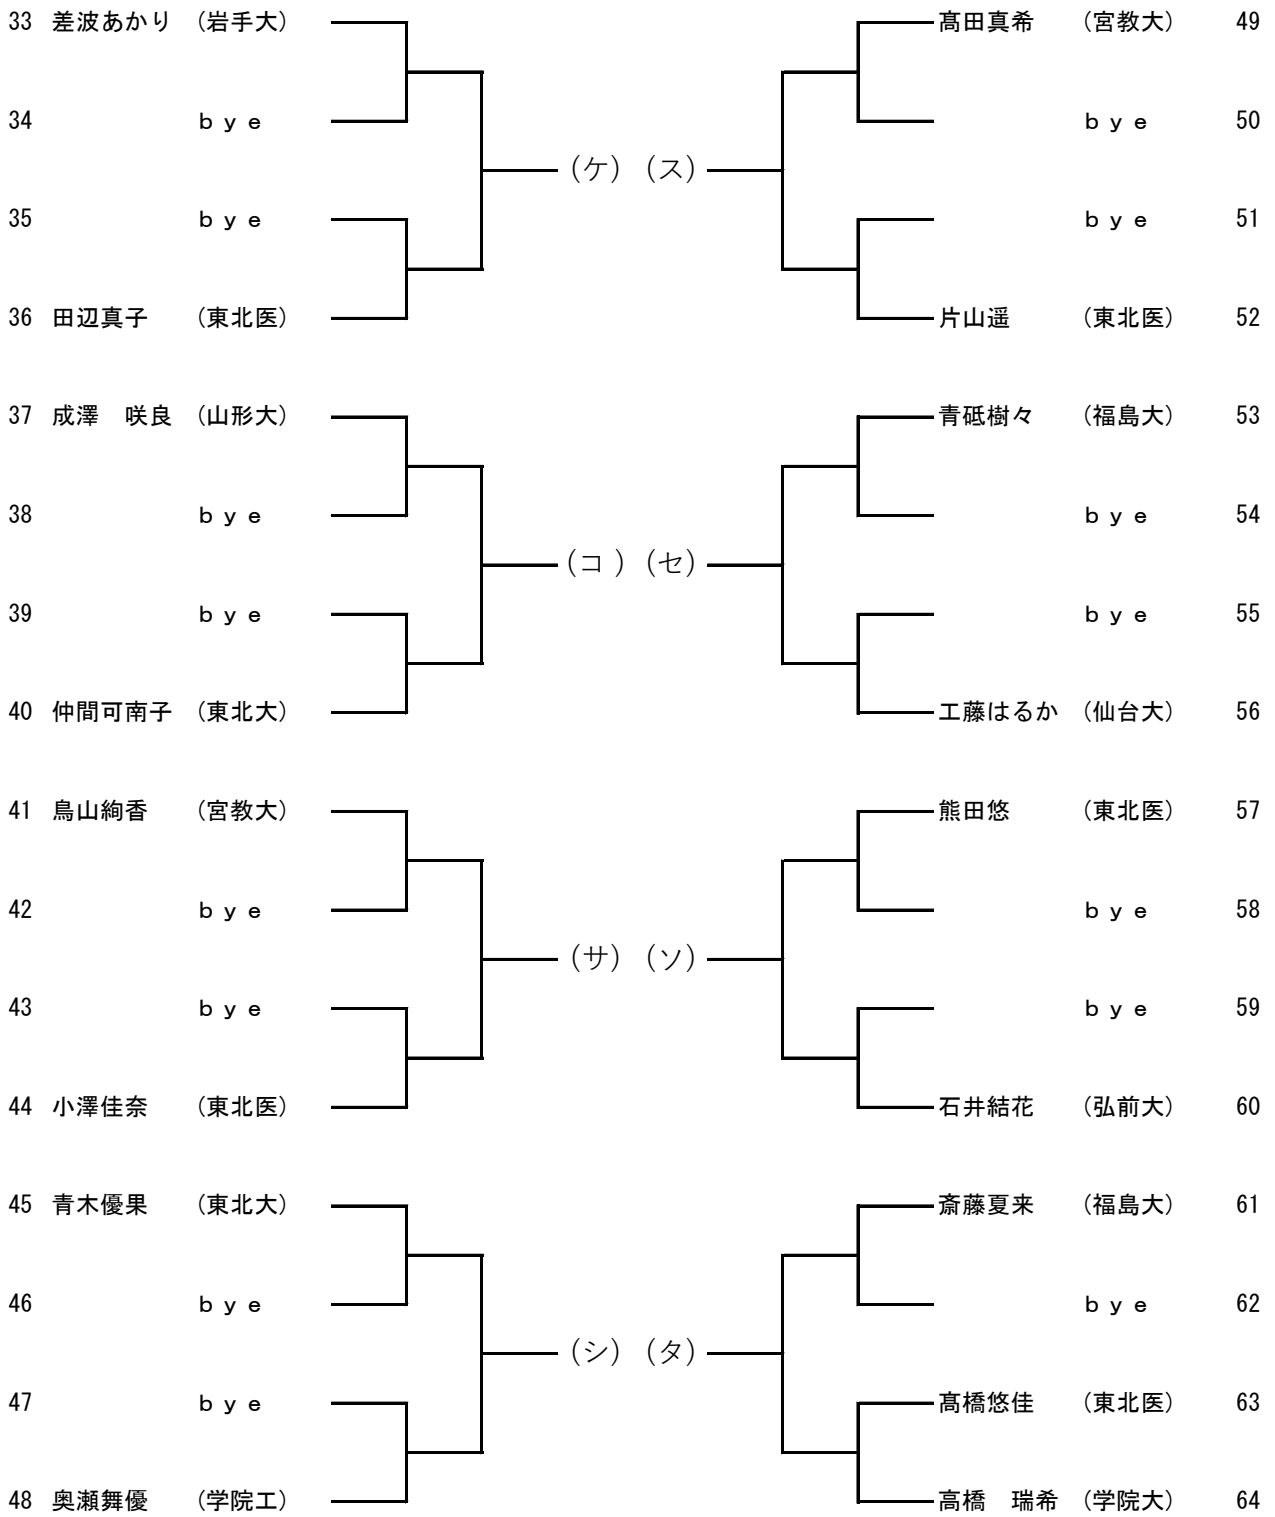 33 差波あかり （岩手大）
34 ｂｙｅ
（ケ）
35 ｂｙｅ
36 田辺真子 （東北医）
37 成澤　咲良 （山形大）
38 ｂｙｅ
（コ ）
39 ｂｙｅ
40 仲間可南子 （東北大）
41 鳥山絢香 （宮教大）
42 ｂｙｅ
（サ）
43 ｂｙｅ
44 小澤佳奈 （東北医）
45 青木優果 （東北大）
46 ｂｙｅ
（シ）
47 ｂｙｅ
48 奥瀬舞優 （学院工）
髙田真希 （宮教大） 49
ｂｙｅ 50
（ス）
ｂｙｅ 51
片山遥 （東北医） 52
青砥樹々 （福島大） 53
ｂｙｅ 54
（セ）
ｂｙｅ 55
工藤はるか （仙台大） 56
熊田悠 （東北医） 57
ｂｙｅ 58
（ソ）
ｂｙｅ 59
石井結花 （弘前大） 60
斎藤夏来 （福島大） 61
ｂｙｅ 62
（タ）
髙橋悠佳 （東北医） 63
高橋　瑞希 （学院大） 64